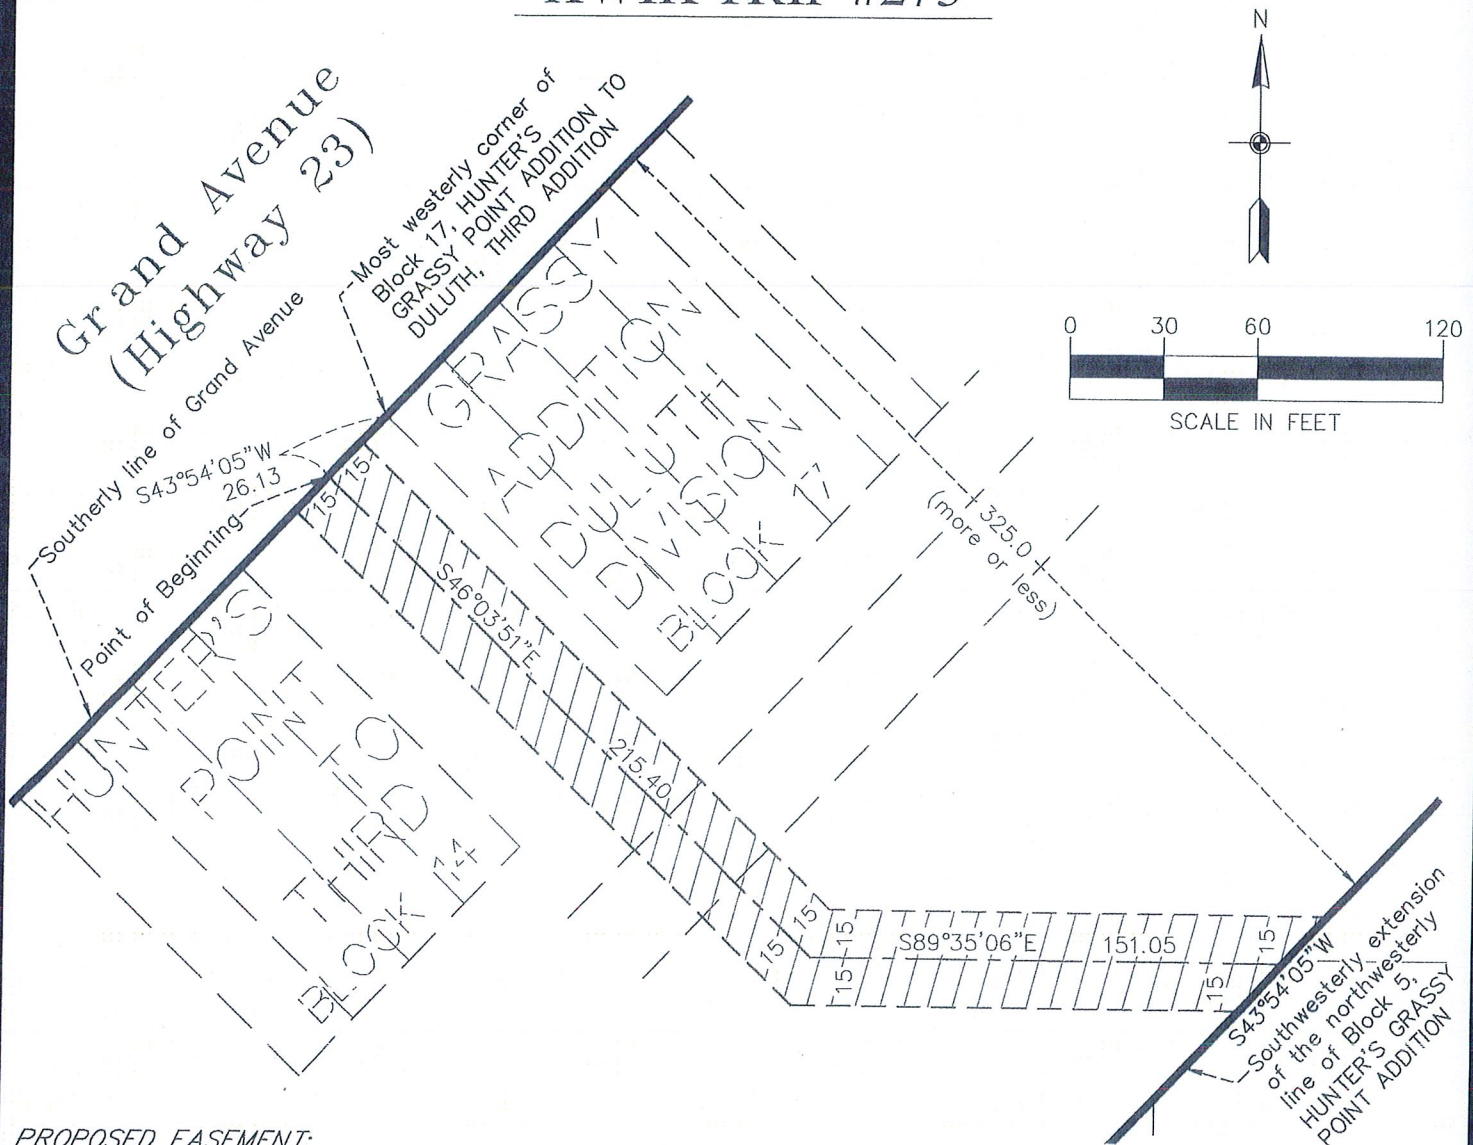 #275
N
Grand Avenue
(Highway 23)
Most westerly corner of
Block 17, HUNTER'S
GRASSY POINT ADDITION TO
DULUTH, THIRD ADDITION
Southerly line of Grand Avenue
S43°54'05"W
26.13
Point of Beginning
0 30 60 120
SCALE IN FEET
GRASSY
ADDITION
DULUTH
DIVISION
BLOCK 17
HUNTER'S
POINT
TO
THIRD
BLOCK 14
15
15
S46°03'51"E
215.40
325.0
(more or less)
15
15
15
15
S89°35'06"E 151.05
15
15
S43°54'05"W
Southwesterly extension
of the northwesterly
line of Block 5,
HUNTER'S GRASSY
POINT ADDITION
PROPOSED EASEMENT: